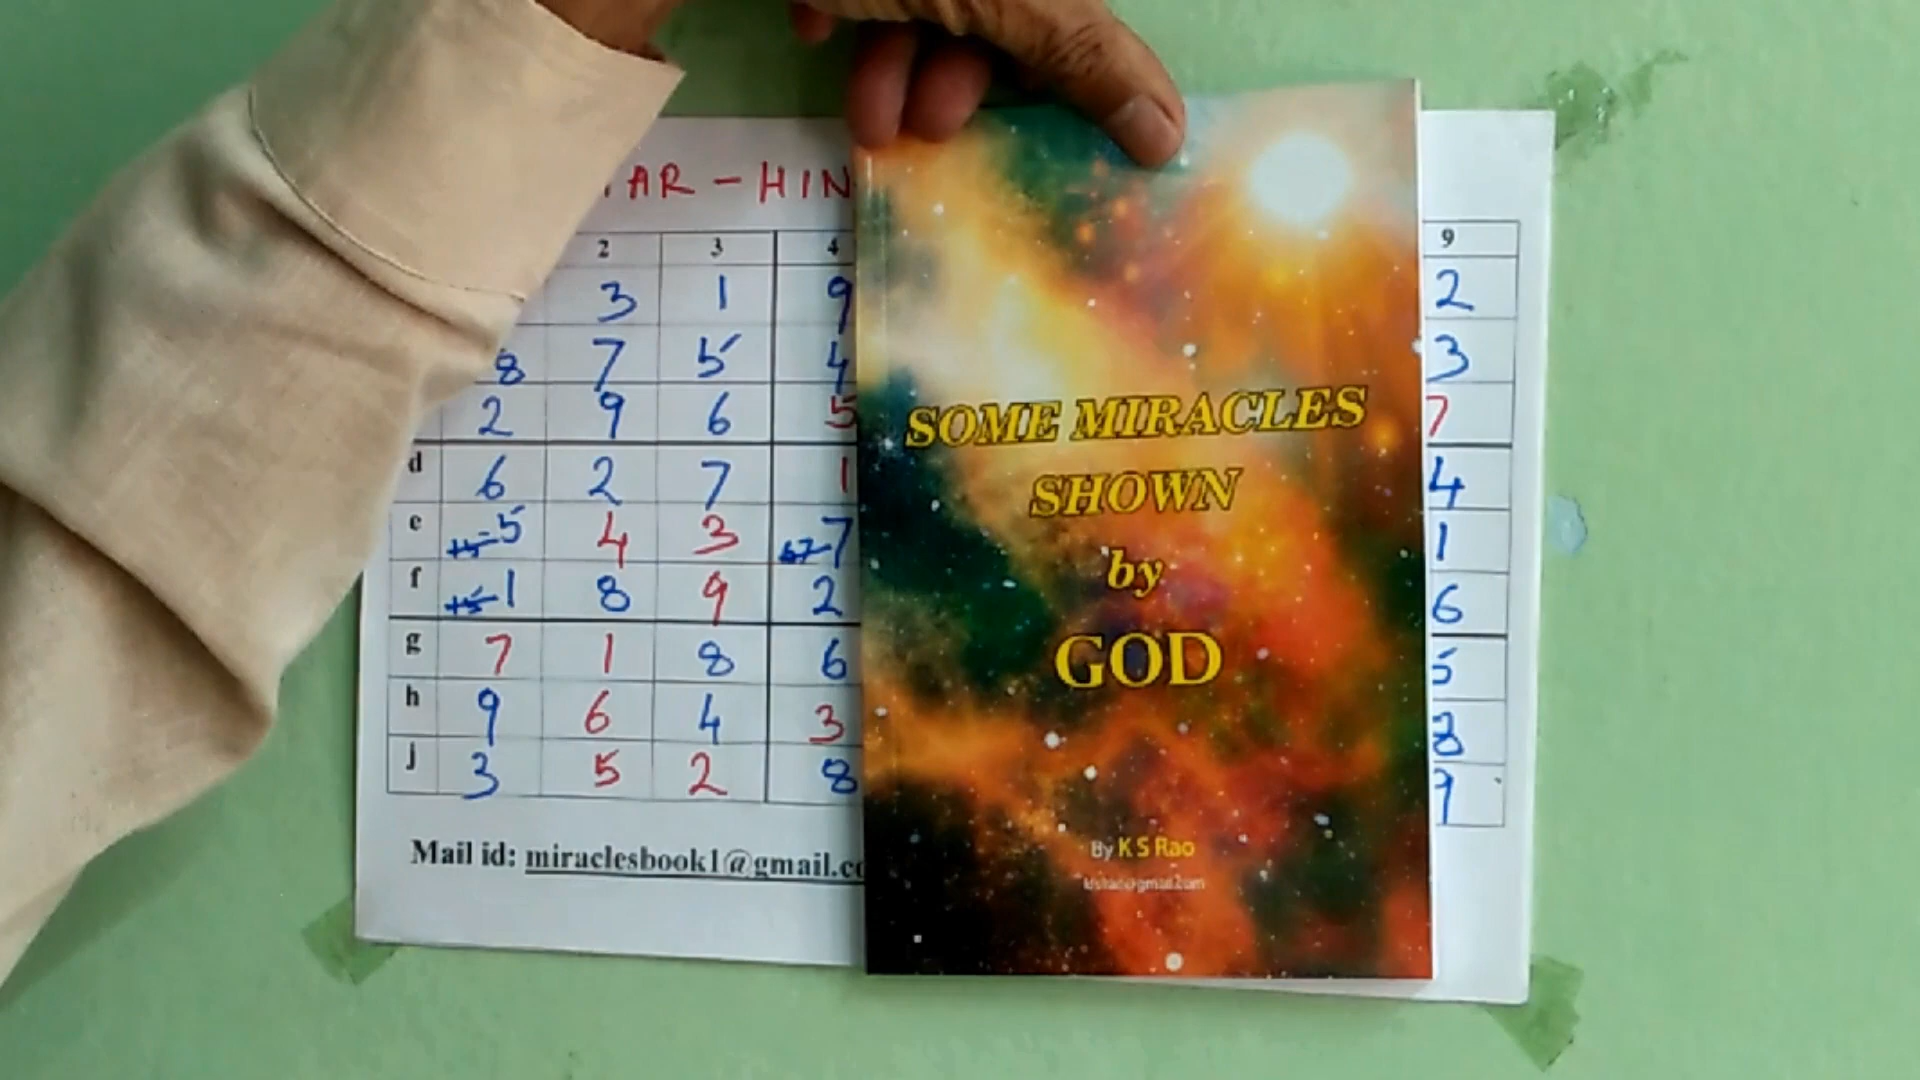 AR - HIN
2 3 4 9
3 1 9 2
8 7 5 4 3
2 9 6 5 7
d 6 2 7 1 4
e 5 4 3 7 1
f 1 8 9 2 6
g 7 1 8 6 5
h 9 6 4 3 8
j 3 5 2 8 9
Mail id: miraclesbook1@gmail.co
SOME MIRACLES
SHOWN
by
GOD
By K S Rao